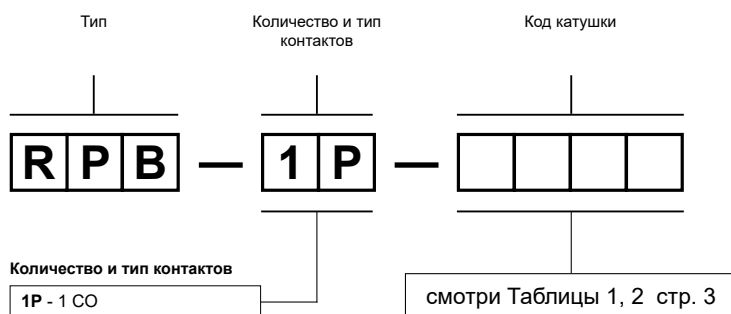 Тип
Количество и тип
контактов
Код катушки
RPB — 1P —
Количество и тип контактов
1P - 1 CO
смотри Таблицы 1, 2 стр. 3